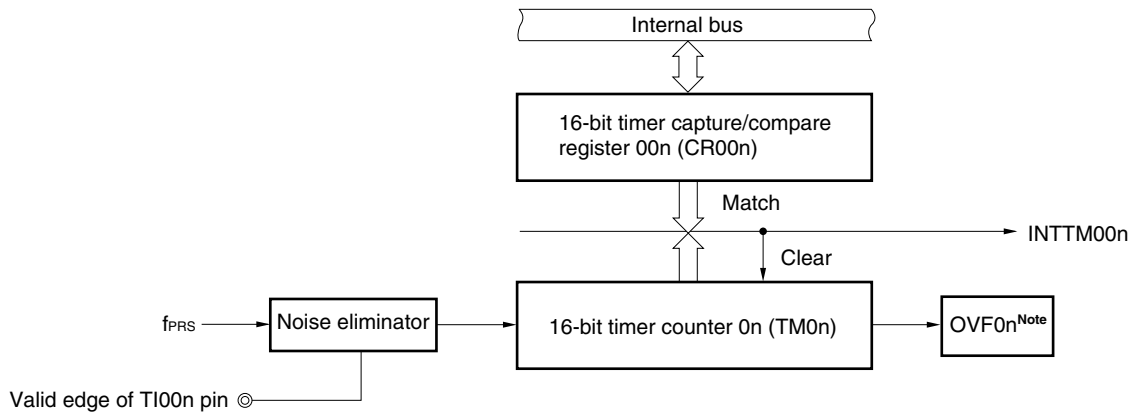 Internal bus
16-bit timer capture/compare
register 00n (CR00n)
Match
INTTM00n
Clear
fPRS
Noise eliminator
16-bit timer counter 0n (TM0n)
OVF0nNote
Valid edge of TI00n pin